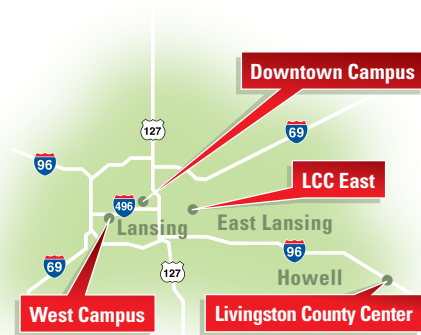 Downtown Campus
127
69
96
LCC East
496
Lansing
East Lansing
96
69
127
Howell
West Campus
Livingston County Center